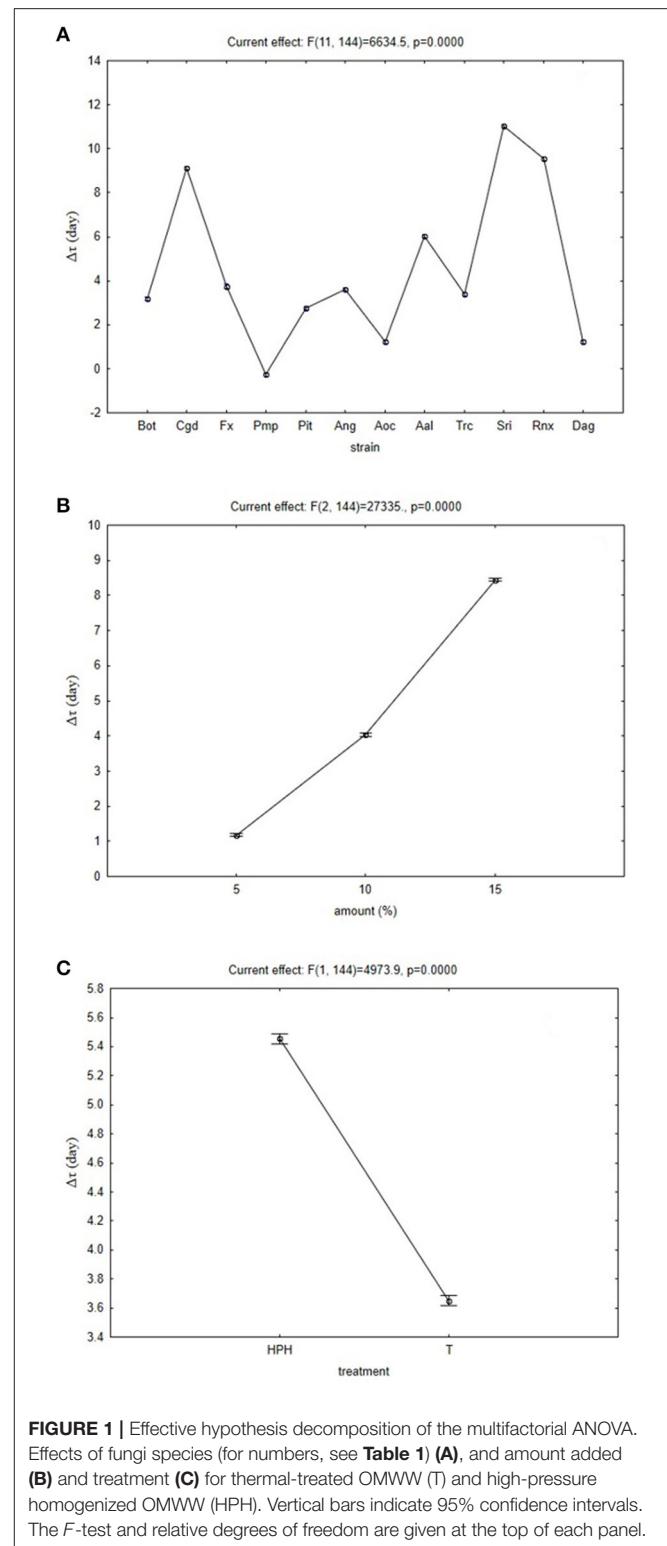 A
Current effect: F(11, 144)=6634.5, p=0.0000
14
12
10
8
6
4
2
0
-2
Δτ (day)
Bot Cgd Fx Pmp Pit Ang Aoc Aal Trc Sri Rnx Dag
strain
B
Current effect: F(2, 144)=27335., p=0.0000
10
9
8
7
6
5
4
3
2
1
0
Δτ (day)
5 10 15
amount (%)
C
Current effect: F(1, 144)=4973.9, p=0.0000
5.8
5.6
5.4
5.2
5.0
4.8
4.6
4.4
4.2
4.0
3.8
3.6
3.4
Δτ (day)
HPH T
treatment
FIGURE 1 | Effective hypothesis decomposition of the multifactorial ANOVA.
Effects of fungi species (for numbers, see Table 1) (A), and amount added
(B) and treatment (C) for thermal-treated OMWW (T) and high-pressure
homogenized OMWW (HPH). Vertical bars indicate 95% confidence intervals.
The F-test and relative degrees of freedom are given at the top of each panel.